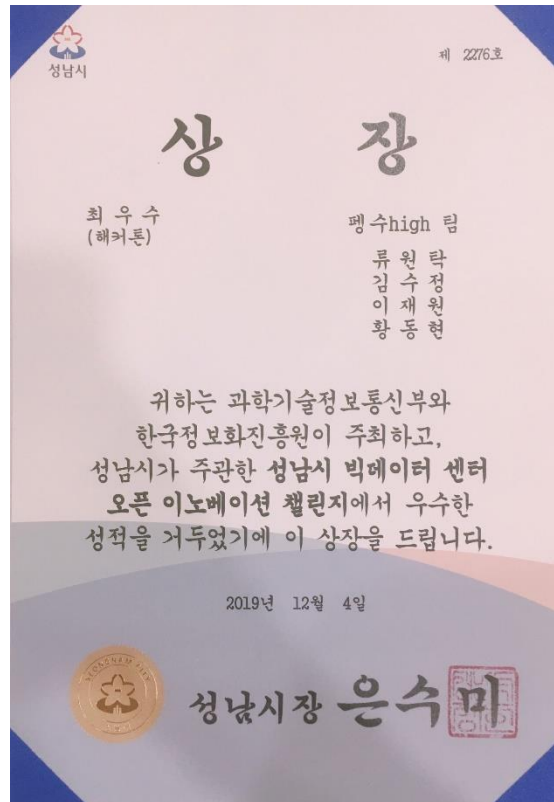 성남시
제 2276호
상 장
최우수
(해커톤)
펭수high 팀
류원탁
김수정
이재원
황동현
귀하는 과학기술정보통신부와
한국정보화진흥원이 주최하고,
성남시가 주관한 성남시 빅데이터 센터
오픈 이노베이션 챌린지에서 우수한
성적을 거두었기에 이 상장을 드립니다.
2019년 12월 4일
SEONGNAM CITY
성남시장 은수미